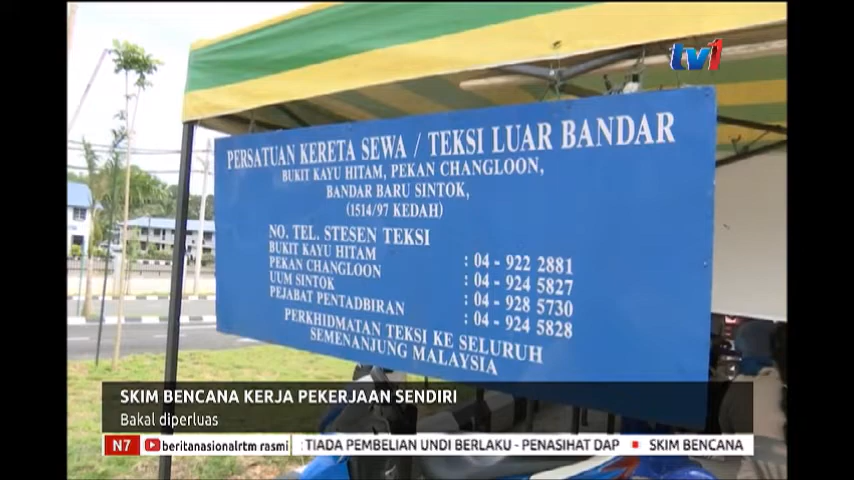 tv1
PERSATUAN KERETA SEWA / TEKSI LUAR BANDAR
BUKIT KAYU HITAM, PEKAN CHANGLOON,
BANDAR BARU SINTOK,
(1514/97 KEDAH)
NO. TEL. STESEN TEKSI
BUKIT KAYU HITAM : 04 - 922 2881
PEKAN CHANGLOON : 04 - 924 5827
UUM SINTOK : 04 - 928 5730
PEJABAT PENTADBIRAN : 04 - 924 5828
PERKHIDMATAN TEKSI KE SELURUH
SEMENANJUNG MALAYSIA
SKIM BENCANA KERJA PEKERJAAN SENDIRI
Bakal diperluas
N7 beritanasionalrtm rasmi : TIADA PEMBELIAN UNDI BERLAKU - PENASIHAT DAP SKIM BENCANA